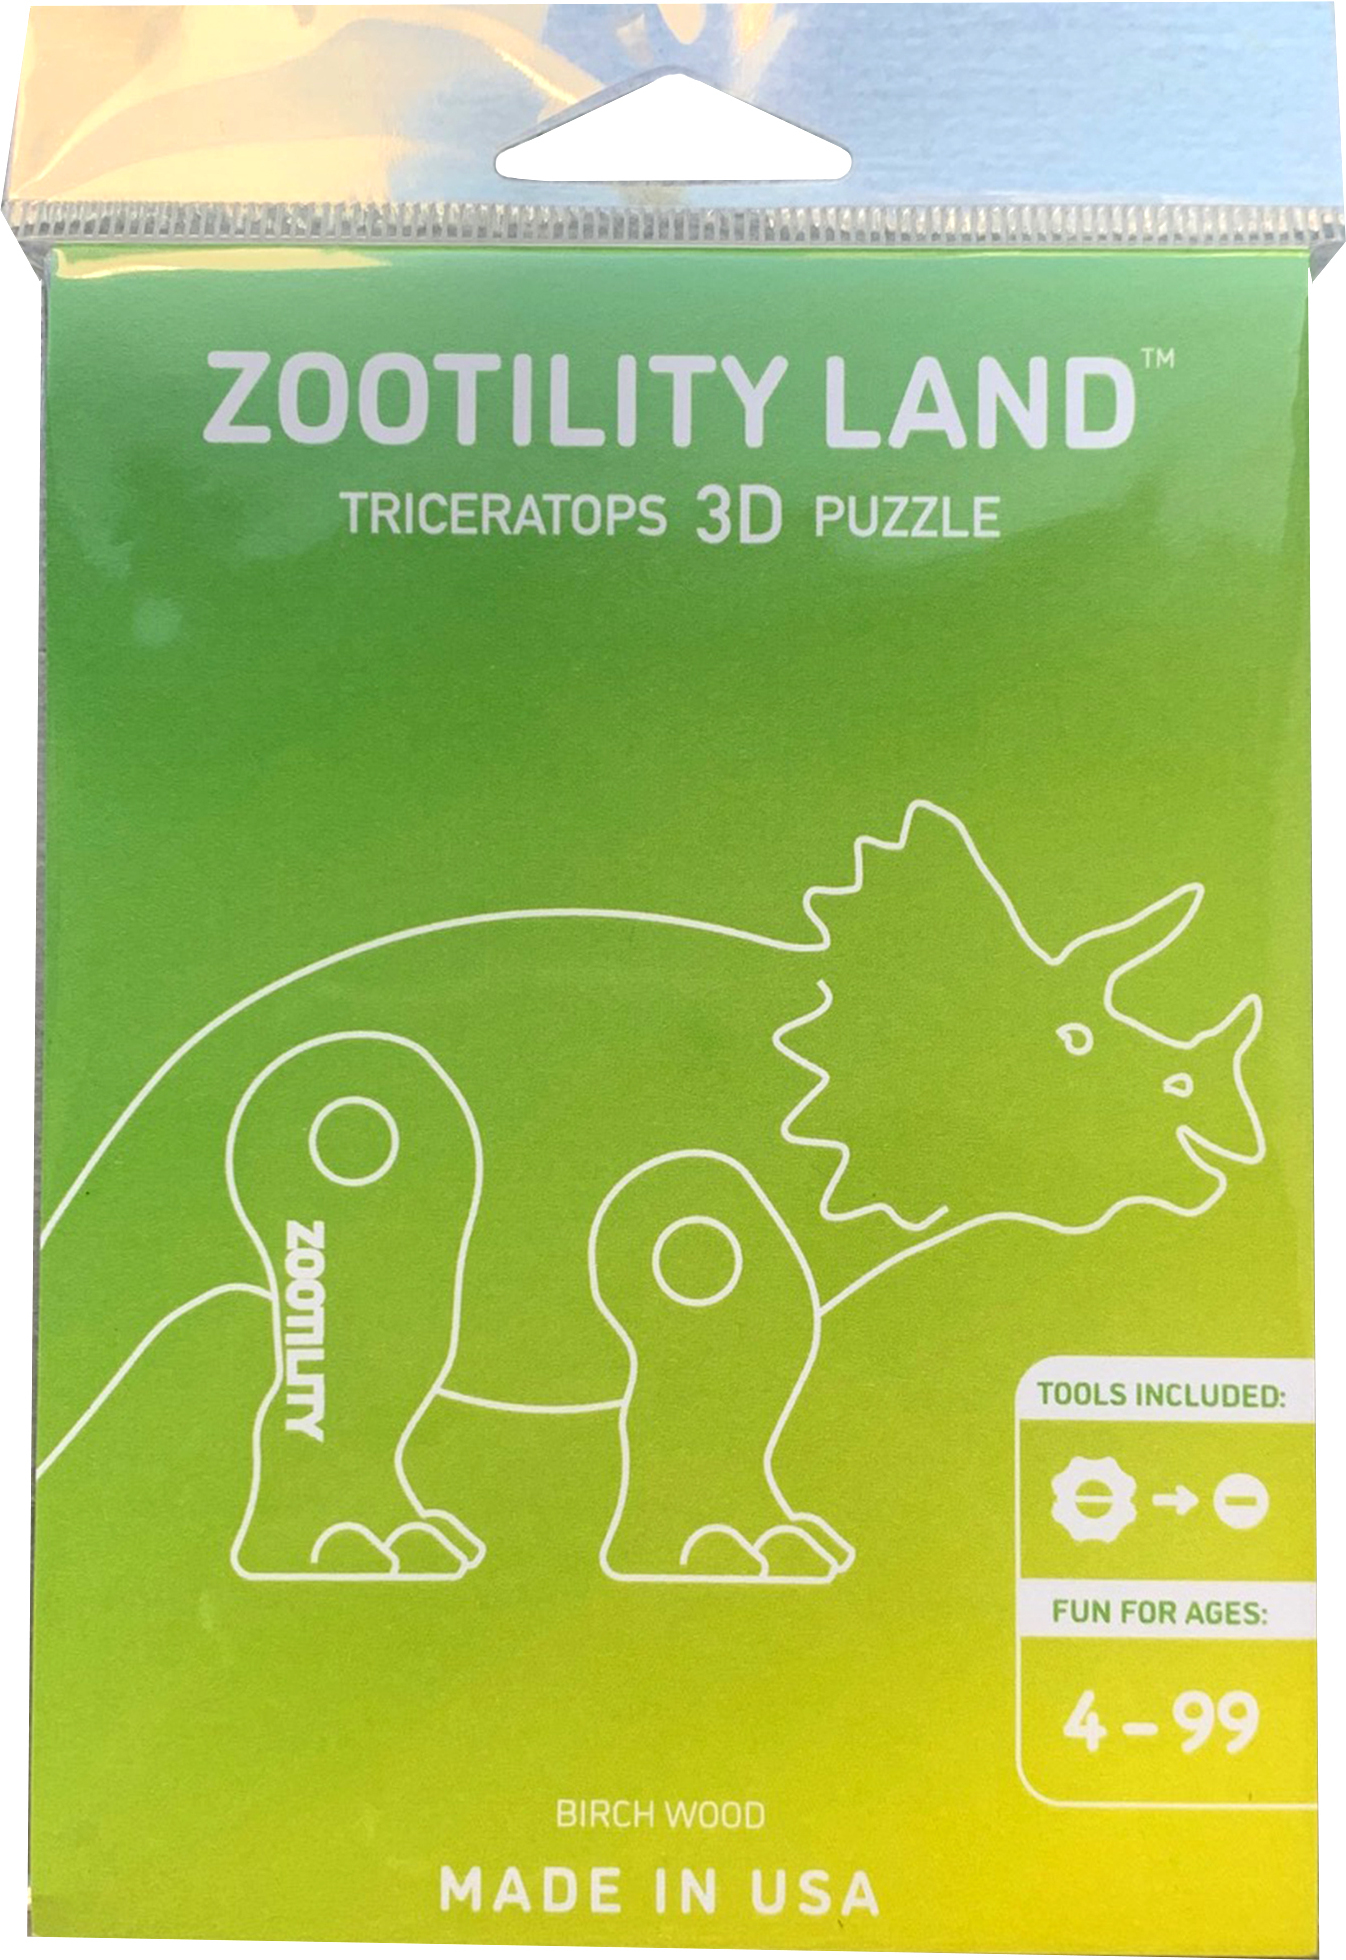 ZOOTILITY LAND™
TRICERATOPS 3D PUZZLE
ZOOTILITY
TOOLS INCLUDED:
FUN FOR AGES:
4 – 99
BIRCH WOOD
MADE IN USA